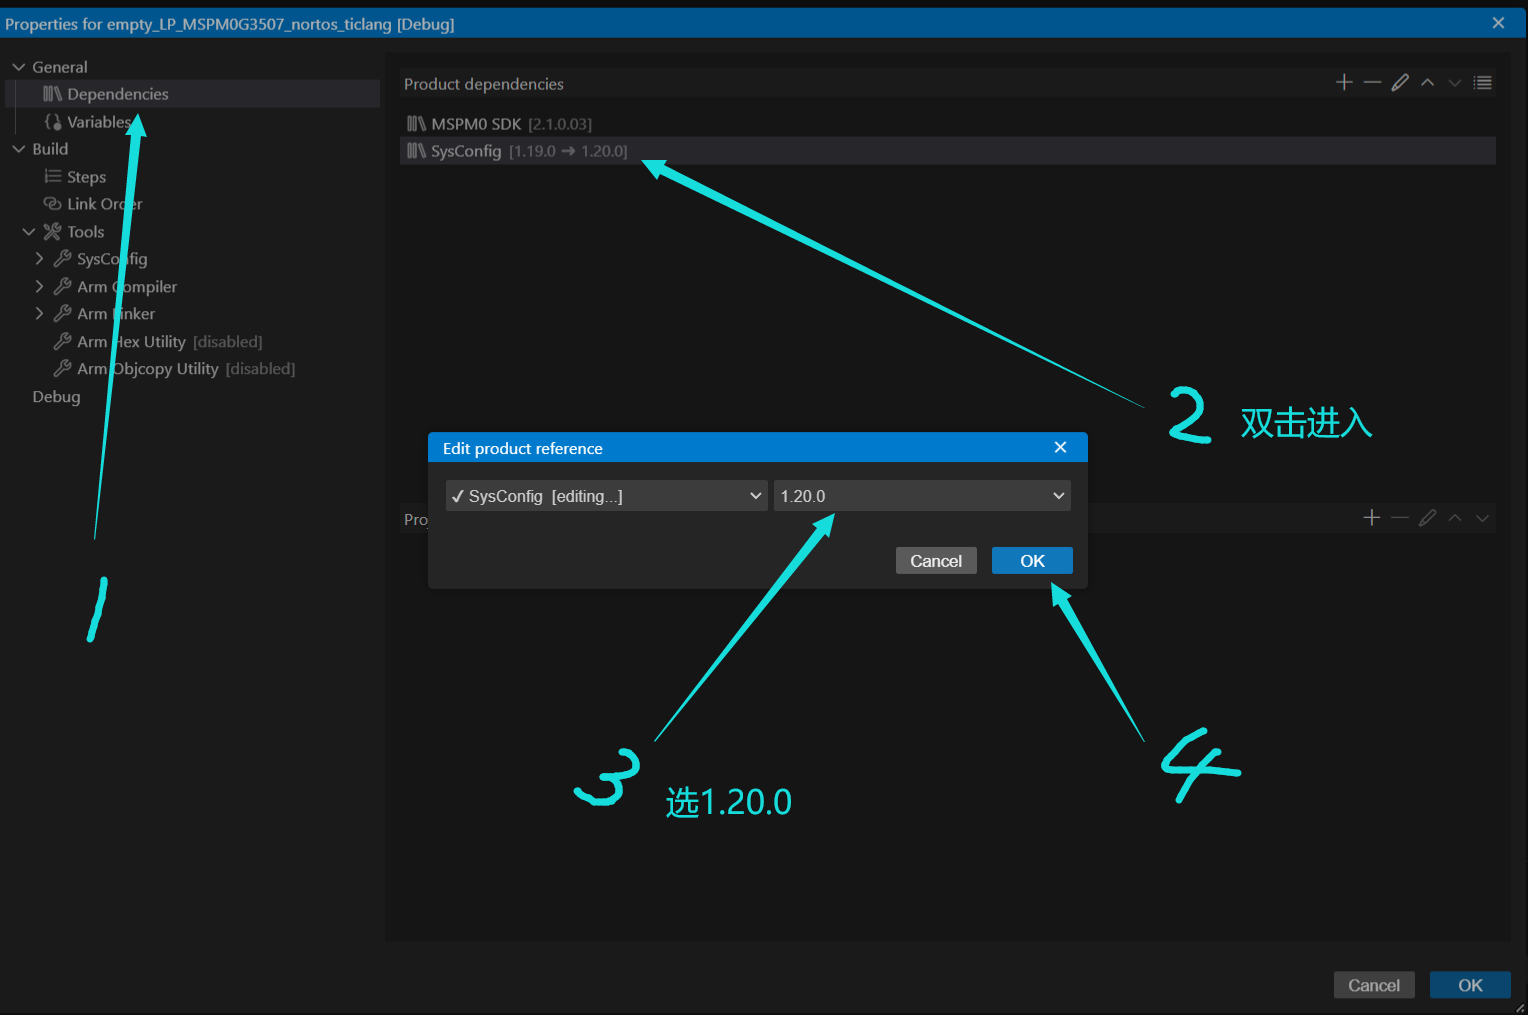 Properties for empty_LP_MSPM0G3507_nortos_ticlang [Debug]
General
Dependencies
Variables
Build
Steps
Link Order
Tools
SysConfig
Arm Compiler
Arm Linker
Arm Hex Utility [disabled]
Arm Objcopy Utility [disabled]
Debug
Product dependencies
MSPM0 SDK [2.1.0.03]
SysConfig [1.19.0 → 1.20.0]
2 双击进入
Edit product reference
✓ SysConfig [editing...]
1.20.0
Proj
Cancel
OK
1
3 选1.20.0
4
Cancel
OK